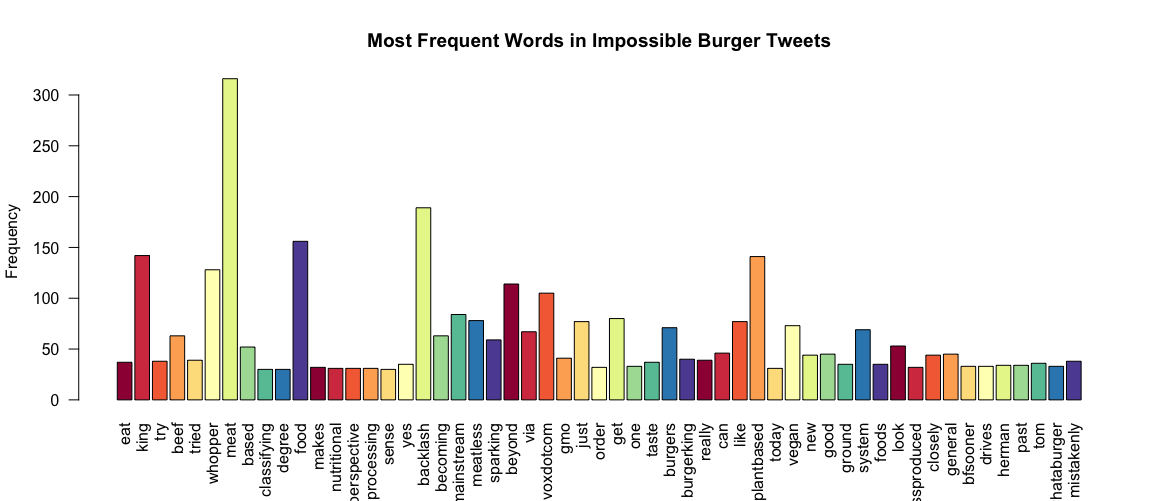 Most Frequent Words in Impossible Burger Tweets
Frequency
300
250
200
150
100
50
0
eat
king
try
beef
tried
whopper
meat
based
classifying
degree
food
makes
nutritional
perspective
processing
sense
yes
backlash
becoming
mainstream
meatless
sparking
beyond
via
voxdotcom
gmo
just
order
get
one
taste
burgers
burgerking
really
can
like
plantbased
today
vegan
new
good
ground
system
foods
look
ssproduced
closely
general
bfsooner
drives
herman
past
tom
hataburger
mistakenly